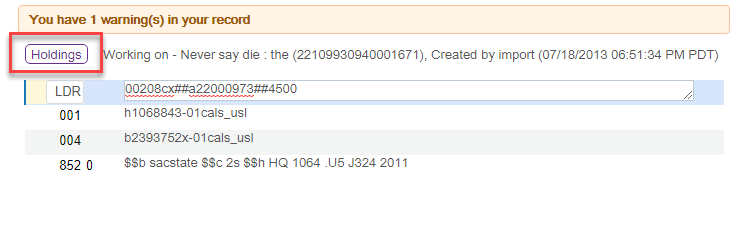 You have 1 warning(s) in your record
Holdings Working on - Never say die : the (22109930940001671), Created by import (07/18/2013 06:51:34 PM PDT)
LDR 00208cx##a22000973##4500
001 h1068843-01cals_usl
004 b2393752x-01cals_usl
852 0 $$b sacstate $$c 2s $$h HQ 1064 .U5 J324 2011